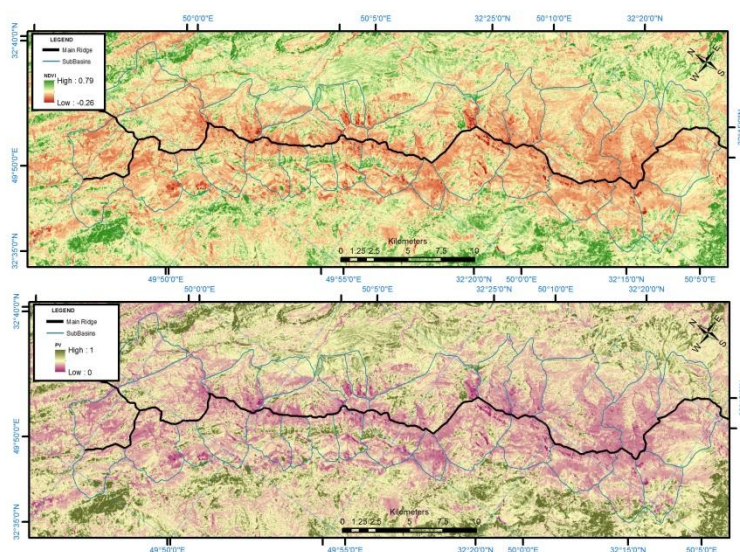 50°0'0"E 50°5'0"E 32°25'0"N 50°10'0"E 32°20'0"N
32°40'0"N
LEGEND
Main Ridge
SubBasins
NDVI
High : 0.79
Low : -0.26
N E
W S
49°50'0"E
32°35'0"N
Kilometers
0 1.25 2.5 5 7.5 10
49°50'0"E 49°55'0"E 32°20'0"N 50°0'0"E 32°15'0"N 50°5'0"E
50°0'0"E 50°5'0"E 32°25'0"N 50°10'0"E 32°20'0"N
32°40'0"N
LEGEND
Main Ridge
SubBasins
PV
High : 1
Low : 0
N E
W S
49°50'0"E
Kilometers
0 1.25 2.5 5 7.5 10
49°50'0"E 49°55'0"E 32°20'0"N 50°0'0"E 32°15'0"N 50°5'0"E